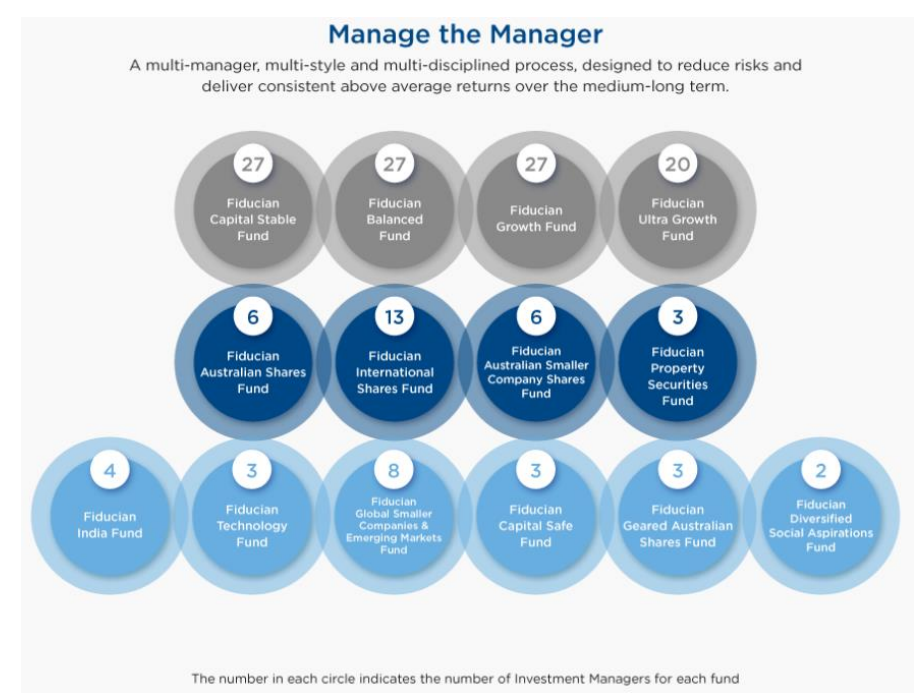 Manage the Manager
A multi-manager, multi-style and multi-disciplined process, designed to reduce risks and
deliver consistent above average returns over the medium-long term.
27
Fiducian
Capital Stable
Fund
27
Fiducian
Balanced
Fund
27
Fiducian
Growth Fund
20
Fiducian
Ultra Growth
Fund
6
Fiducian
Australian Shares
Fund
13
Fiducian
International
Shares Fund
6
Fiducian
Australian Smaller
Company Shares
Fund
3
Fiducian
Property
Securities
Fund
4
Fiducian
India Fund
3
Fiducian
Technology
Fund
8
Fiducian
Global Smaller
Companies &
Emerging Markets
Fund
3
Fiducian
Capital Safe
Fund
3
Fiducian
Geared Australian
Shares Fund
2
Fiducian
Diversified
Social Aspirations
Fund
The number in each circle indicates the number of Investment Managers for each fund